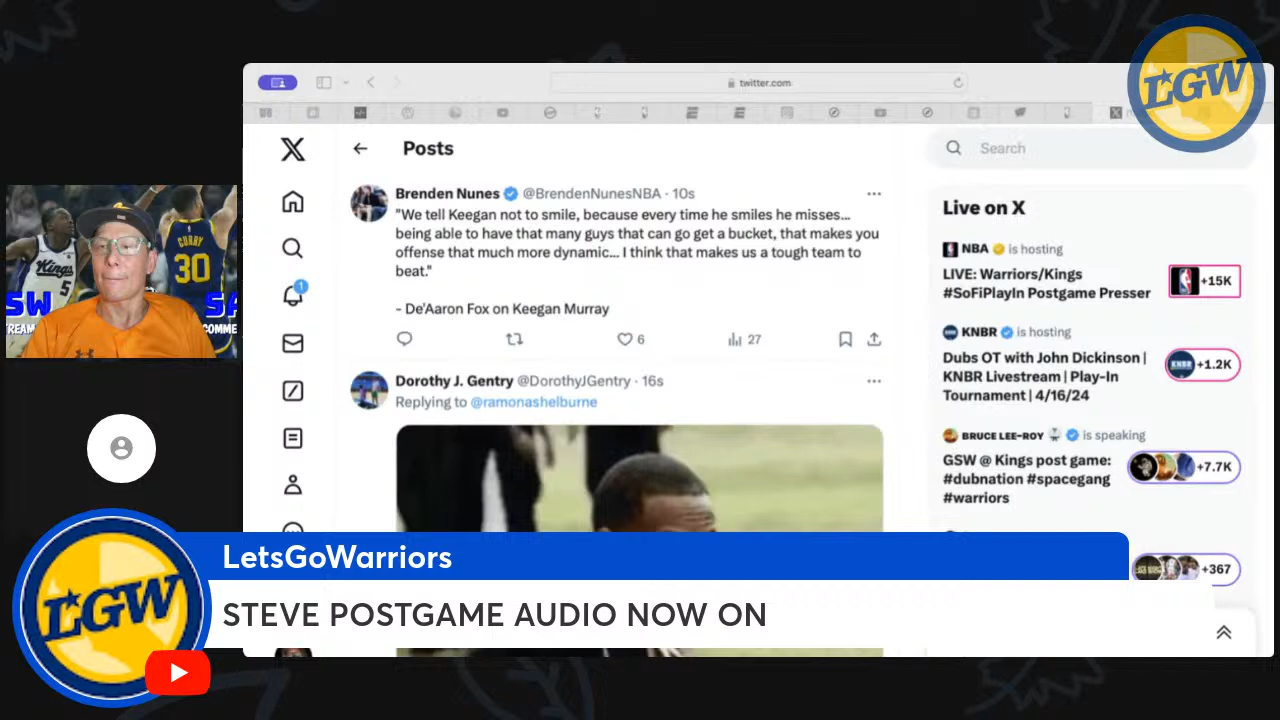 LGW
twitter.com
Posts
Search
Brenden Nunes @BrendenNunesNBA · 10s
"We tell Keegan not to smile, because every time he smiles he misses...
being able to have that many guys that can go get a bucket, that makes you
offense that much more dynamic... I think that makes us a tough team to
beat."
- De'Aaron Fox on Keegan Murray
6
27
Dorothy J. Gentry @DorothyJGentry · 16s
Replying to @ramonashelburne
Live on X
NBA is hosting
LIVE: Warriors/Kings
#SoFiPlayIn Postgame Presser
+15K
KNBR is hosting
Dubs OT with John Dickinson |
KNBR Livestream | Play-In
Tournament | 4/16/24
KNBR
+1.2K
BRUCE LEE-ROY is speaking
GSW @ Kings post game:
#dubnation #spacegang
#warriors
+7.7K
+367
1
Kings
5
CURRY
30
SW
SA
COMME
LGW
LetsGoWarriors
STEVE POSTGAME AUDIO NOW ON